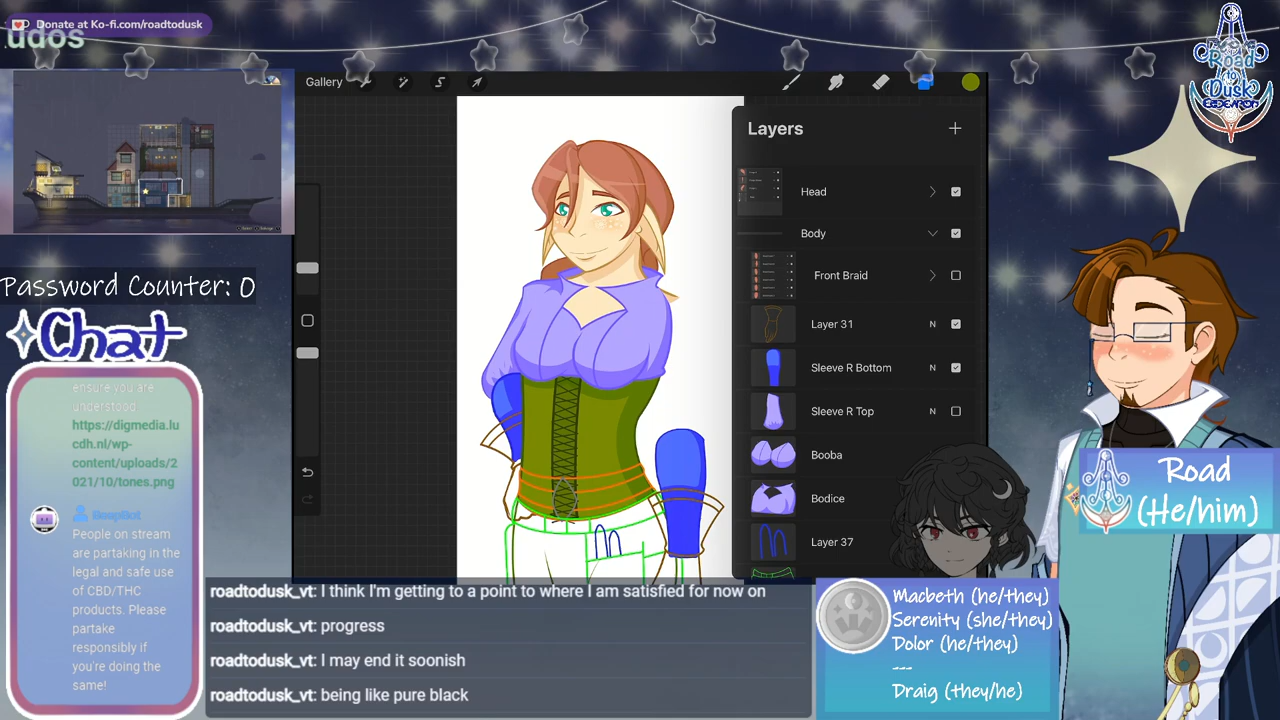 Donate at Ko-fi.com/roadtodusk
udos
Road
to
Dusk
Gallery
Layers
Head
Body
Front Braid
Layer 31
N
Sleeve R Bottom
N
Sleeve R Top
N
Booba
Bodice
Layer 37
Password Counter: 0
Chat
ensure you are
understood
https://digmedia.lu
cdh.nl/wp-
content/uploads/2
021/10/tones.png
BeepBot
People on stream
are partaking in the
legal and safe use
of CBD/THC
products. Please
partake
responsibly if
you're doing the
same!
roadtodusk_vt: I think I'm getting to a point to where I am satisfied for now on
roadtodusk_vt: progress
roadtodusk_vt: I may end it soonish
roadtodusk_vt: being like pure black
Road
(He/him)
Macbeth (he/they)
Serenity (she/they)
Dolor (he/they)
---
Draig (they/he)